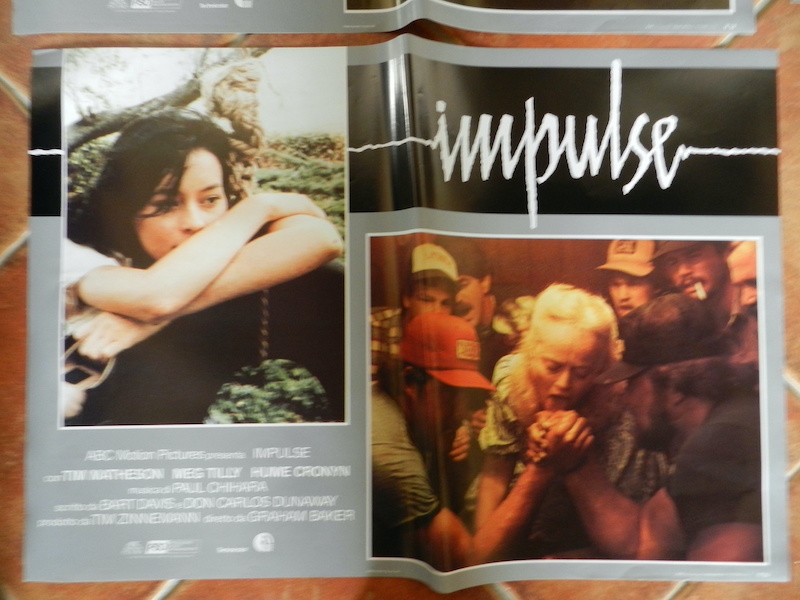 impulse
ABC Motion Pictures presenta IMPULSE
con TIM MATHESON MEG TILLY HUME CRONYN
musica di PAUL CHIHARA
scritto da BART DAVIS e DON CARLOS DUNAWAY
prodotto da TIM ZINNEMANN diretto da GRAHAM BAKER
Technicolor